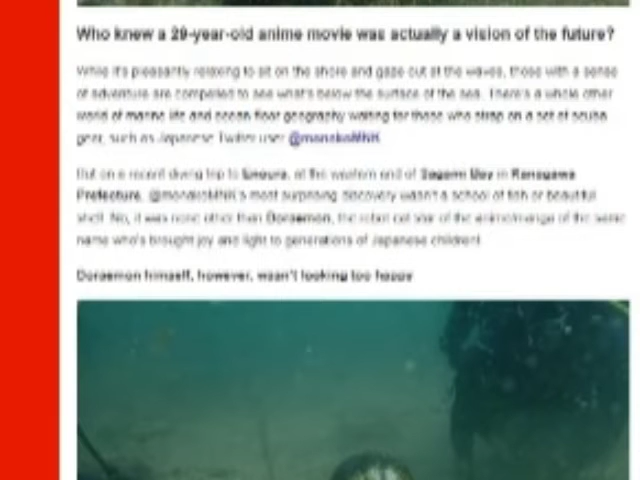 Who knew a 29-year-old anime movie was actually a vision of the future?
While it's pleasantly relaxing to sit on the shore and gaze out at the waves, those with a sense
of adventure are compelled to see what's below the surface of the sea. There's a whole other
world of marine life and ocean floor geography waiting for those who strap on a set of scuba
gear, such as Japanese Twitter user
But on a recent diving trip to Enoura, at the western end of Sagami Bay in Kanagawa
Prefecture, most surprising discovery wasn't a school of fish or beautiful
shell. No, it was none other than Doraemon, the robot cat star of the anime/manga of the same
name who's brought joy and light to generations of Japanese children!
Doraemon himself, however, wasn't looking too happy